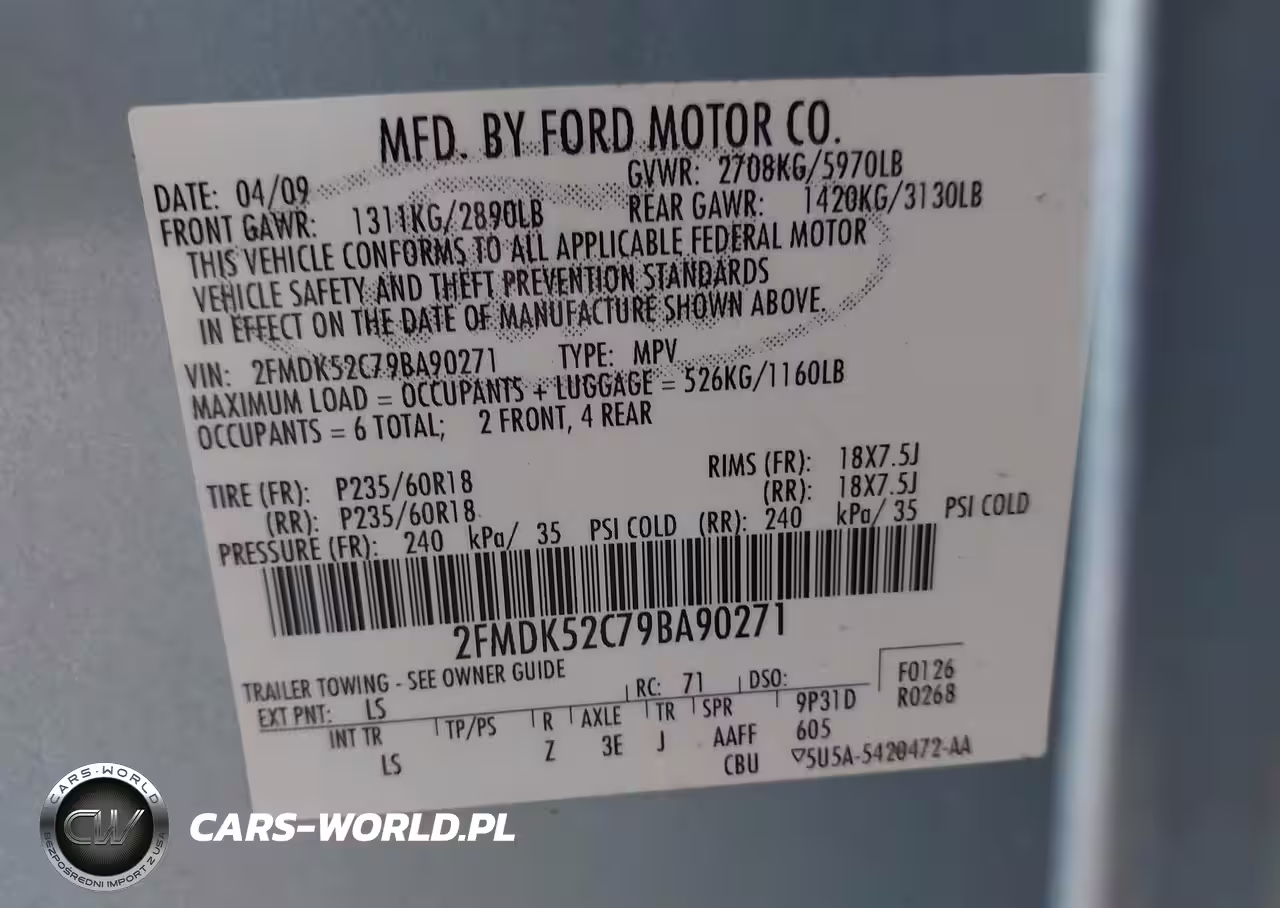 MFD. BY FORD MOTOR CO.
DATE: 04/09 GVWR: 2708KG/5970LB
FRONT GAWR: 1311KG/2890LB REAR GAWR: 1420KG/3130LB
THIS VEHICLE CONFORMS TO ALL APPLICABLE FEDERAL MOTOR
VEHICLE SAFETY AND THEFT PREVENTION STANDARDS
IN EFFECT ON THE DATE OF MANUFACTURE SHOWN ABOVE.
VIN: 2FMDK52C79BA90271 TYPE: MPV
MAXIMUM LOAD = OCCUPANTS + LUGGAGE = 526KG/1160LB
OCCUPANTS = 6 TOTAL; 2 FRONT, 4 REAR
TIRE (FR): P235/60R18 RIMS (FR): 18X7.5J
(RR): P235/60R18 (RR): 18X7.5J
PRESSURE (FR): 240 kPa/ 35 PSI COLD (RR): 240 kPa/ 35 PSI COLD
2FMDK52C79BA90271
TRAILER TOWING - SEE OWNER GUIDE
EXT PNT: LS RC: 71 DSO: F0126
INT TR TP/PS R AXLE TR SPR 9P31D R0268
LS Z 3E J AAFF 605
CBU ▽5U5A-5420472-AA
CARS-WORLD
CW
BEZPOŚREDNI IMPORT Z USA
CARS-WORLD.PL